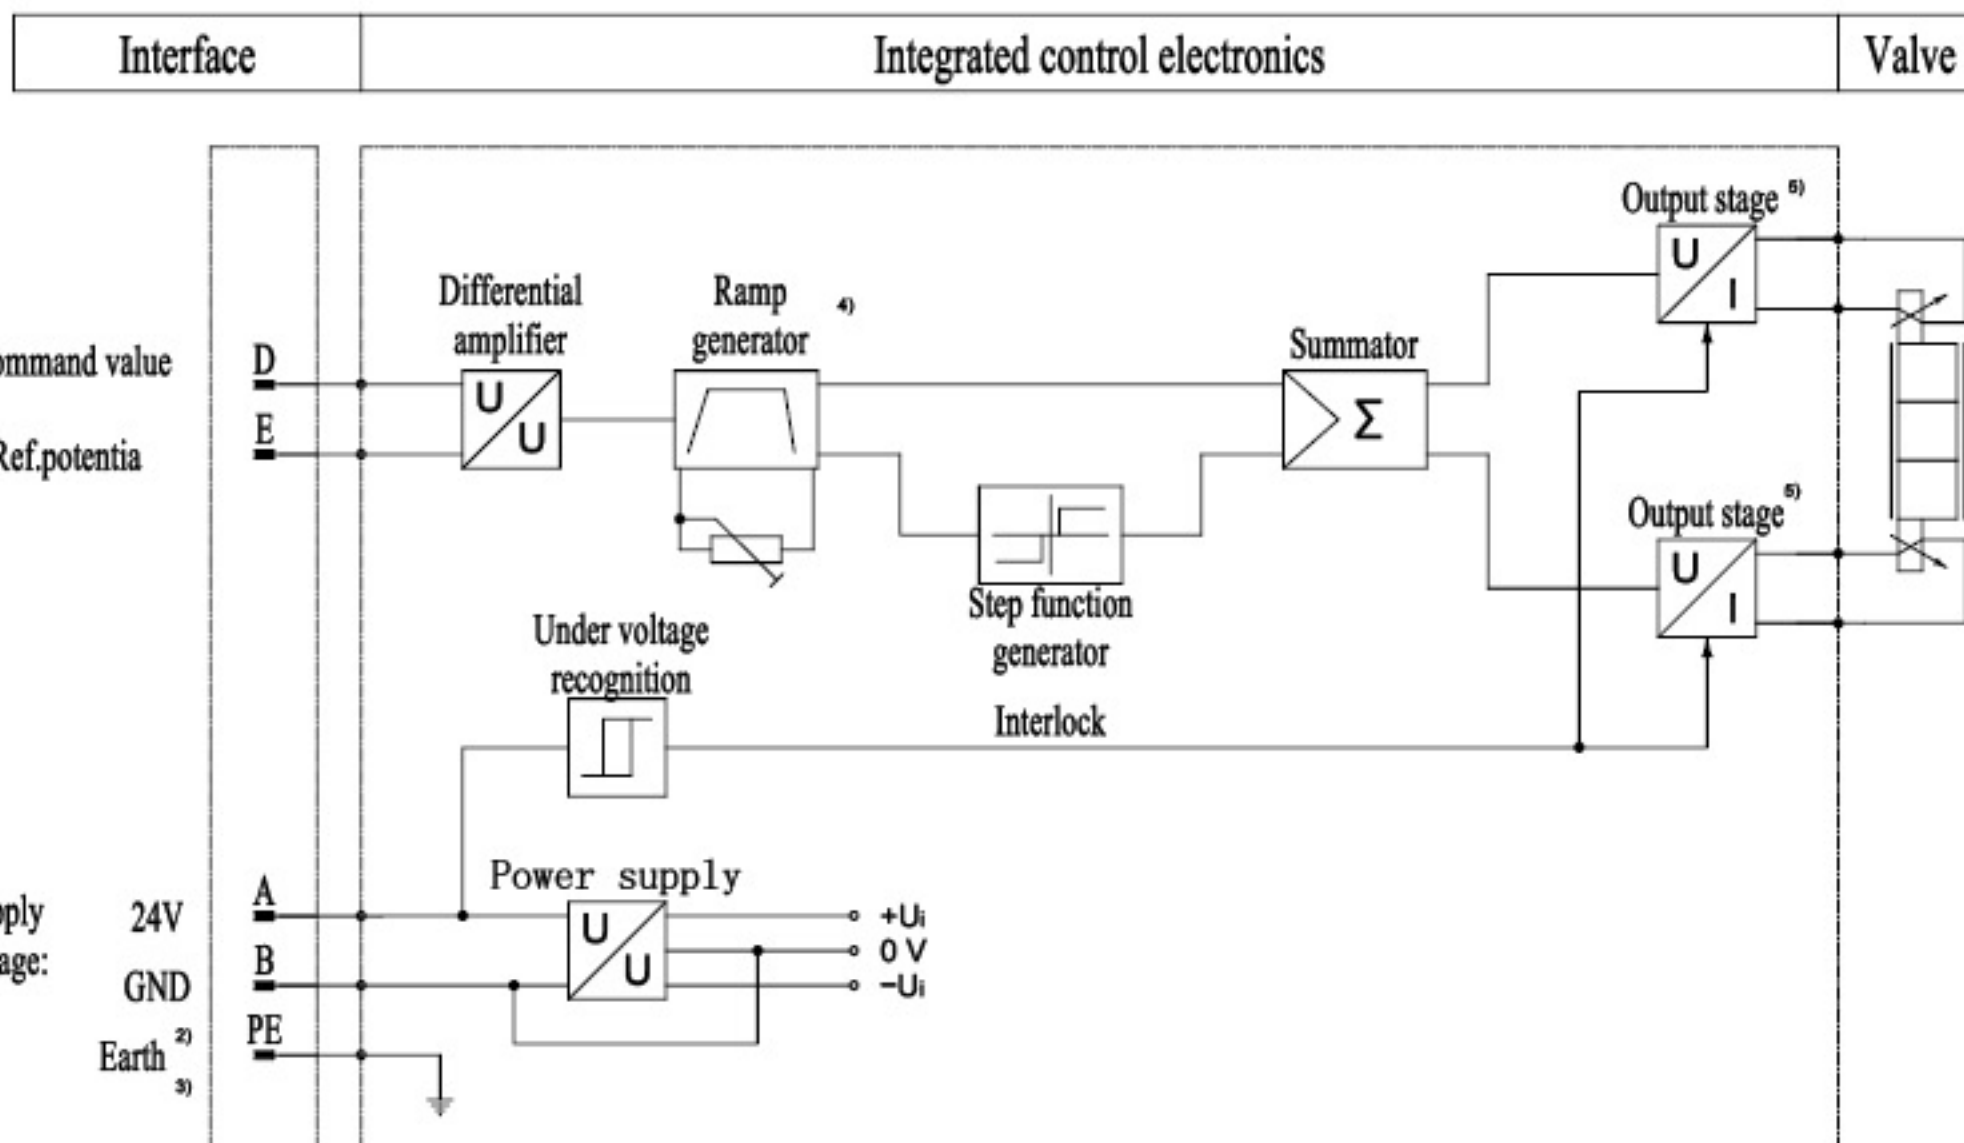 Interface
Integrated control electronics
Valve
Output stage 5)
U
I
Differential
amplifier
Ramp
generator
4)
Summator
ommand value
D
U
U
Σ
E
Ref.potentia
Output stage 5)
U
I
Step function
generator
Under voltage
recognition
Interlock
Power supply
pply
24V
A
U
U
+Ui
0 V
age:
B
GND
−Ui
PE
Earth 2)
3)